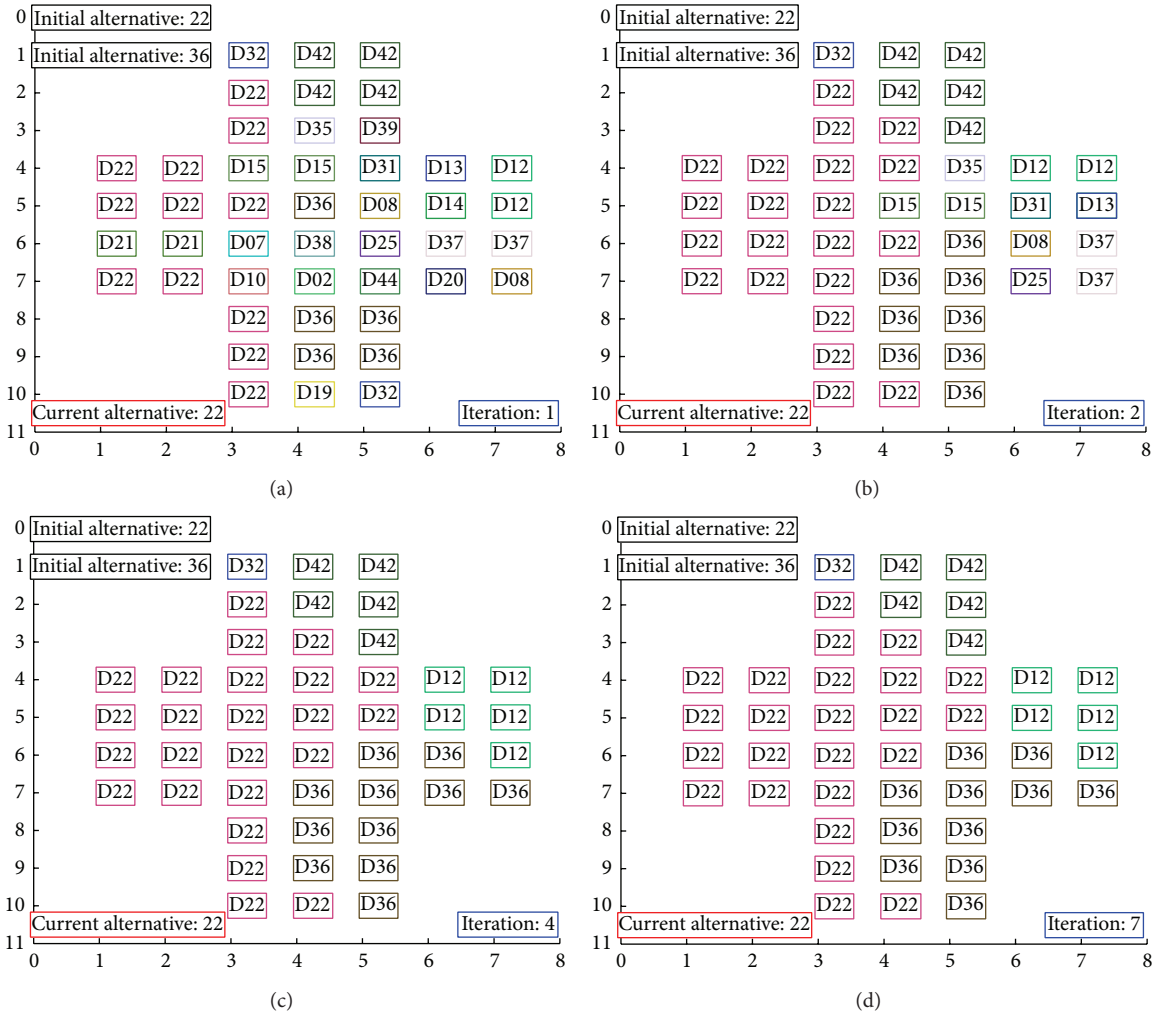 0 Initial alternative: 22
1 Initial alternative: 36 D32 D42 D42
2 D22 D42 D42
3 D22 D35 D39
4 D22 D22 D15 D15 D31 D13 D12
5 D22 D22 D22 D36 D08 D14 D12
6 D21 D21 D07 D38 D25 D37 D37
7 D22 D22 D10 D02 D44 D20 D08
8 D22 D36 D36
9 D22 D36 D36
10 D22 D19 D32
Current alternative: 22 Iteration: 1
11
0 1 2 3 4 5 6 7 8
(a)
0 Initial alternative: 22
1 Initial alternative: 36 D32 D42 D42
2 D22 D42 D42
3 D22 D22 D42
4 D22 D22 D22 D22 D35 D12 D12
5 D22 D22 D22 D15 D15 D31 D13
6 D22 D22 D22 D22 D36 D08 D37
7 D22 D22 D22 D36 D36 D25 D37
8 D22 D36 D36
9 D22 D36 D36
10 D22 D22 D36
Current alternative: 22 Iteration: 2
11
0 1 2 3 4 5 6 7 8
(b)
0 Initial alternative: 22
1 Initial alternative: 36 D32 D42 D42
2 D22 D42 D42
3 D22 D22 D42
4 D22 D22 D22 D22 D22 D12 D12
5 D22 D22 D22 D22 D22 D12 D12
6 D22 D22 D22 D22 D36 D36 D12
7 D22 D22 D22 D36 D36 D36 D36
8 D22 D36 D36
9 D22 D36 D36
10 D22 D22 D36
Current alternative: 22 Iteration: 4
11
0 1 2 3 4 5 6 7 8
(c)
0 Initial alternative: 22
1 Initial alternative: 36 D32 D42 D42
2 D22 D42 D42
3 D22 D22 D42
4 D22 D22 D22 D22 D22 D12 D12
5 D22 D22 D22 D22 D22 D12 D12
6 D22 D22 D22 D22 D36 D36 D12
7 D22 D22 D22 D36 D36 D36 D36
8 D22 D36 D36
9 D22 D36 D36
10 D22 D22 D36
Current alternative: 22 Iteration: 7
11
0 1 2 3 4 5 6 7 8
(d)